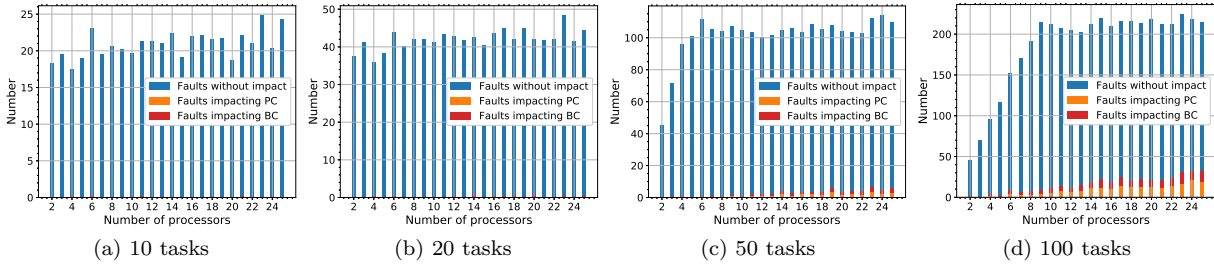 25
20
15
10
5
0
Number
Faults without impact
Faults impacting PC
Faults impacting BC
2 4 6 8 10 12 14 16 18 20 22 24
Number of processors
(a) 10 tasks
50
40
30
20
10
0
Number
Faults without impact
Faults impacting PC
Faults impacting BC
2 4 6 8 10 12 14 16 18 20 22 24
Number of processors
(b) 20 tasks
100
80
60
40
20
0
Number
Faults without impact
Faults impacting PC
Faults impacting BC
2 4 6 8 10 12 14 16 18 20 22 24
Number of processors
(c) 50 tasks
200
150
100
50
0
Number
Faults without impact
Faults impacting PC
Faults impacting BC
2 4 6 8 10 12 14 16 18 20 22 24
Number of processors
(d) 100 tasks